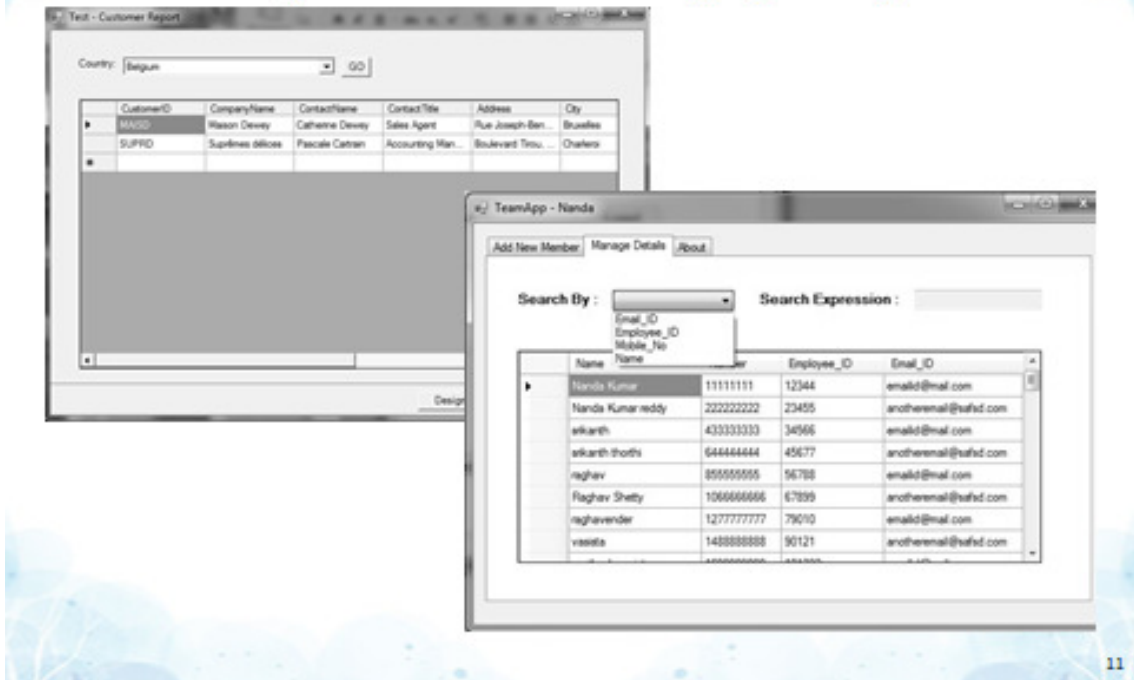 Test - Customer Report
Country: Belgium GO
CustomerID CompanyName ContactName ContactTitle Address City
MAISD Maison Dewey Catherine Dewey Sales Agent Rue Joseph-Ben... Bruxelles
SUPRD Suprêmes délices Pascale Cartrain Accounting Man... Boulevard Tirou, ... Charleroi
Design
TeamApp - Nanda
Add New Member Manage Details About
Search By : Search Expression :
Email_ID
Employee_ID
Mobile_No
Name
Name Employee_ID Email_ID
Nanda Kumar 11111111 12344 emailid@mail.com
Nanda Kumar reddy 222222222 23455 anotheremail@safsd.com
srikanth 433333333 34566 emailid@mail.com
srikanth thorthi 644444444 45677 anotheremail@safsd.com
raghav 855555555 56788 emailid@mail.com
Raghav Shetty 1066666666 67899 anotheremail@safsd.com
raghavender 1277777777 79010 emailid@mail.com
vasista 1488888888 90121 anotheremail@safsd.com
11